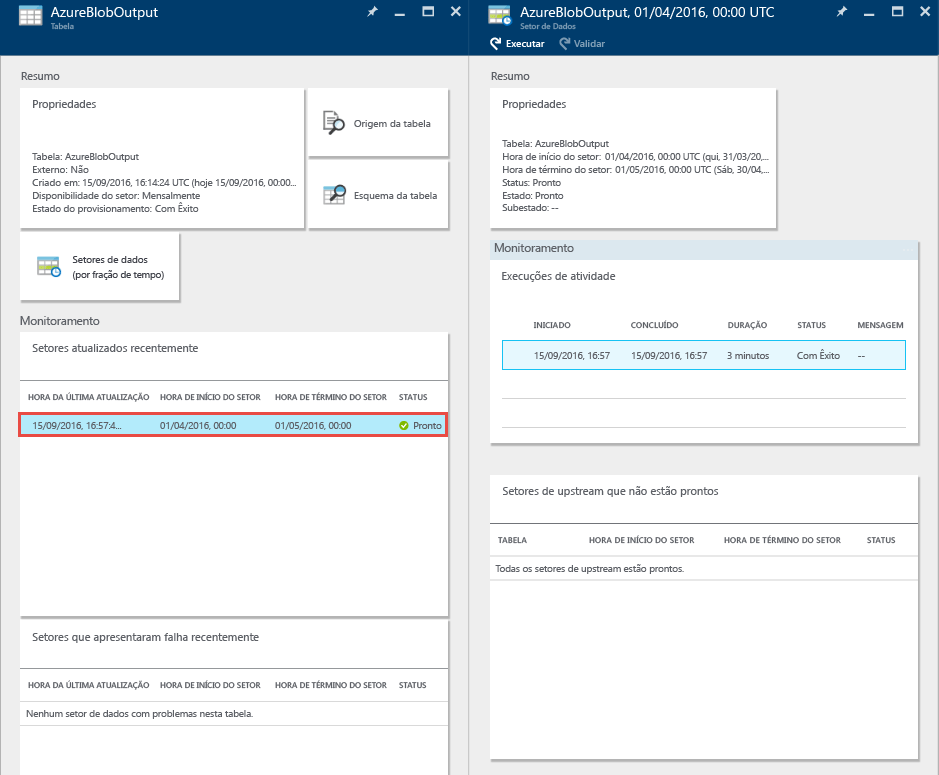 AzureBlobOutput
Tabela
Resumo
Propriedades
Tabela: AzureBlobOutput
Externo: Não
Criado em: 15/09/2016, 16:14:24 UTC (hoje 15/09/2016, 00:00...
Disponibilidade do setor: Mensalmente
Estado do provisionamento: Com Êxito
Origem da tabela
Esquema da tabela
Setores de dados
(por fração de tempo)
Monitoramento
Setores atualizados recentemente
HORA DA ÚLTIMA ATUALIZAÇÃO HORA DE INÍCIO DO SETOR HORA DE TÉRMINO DO SETOR STATUS
15/09/2016, 16:57:4... 01/04/2016, 00:00 01/05/2016, 00:00 Pronto
Setores que apresentaram falha recentemente
HORA DA ÚLTIMA ATUALIZAÇÃO HORA DE INÍCIO DO SETOR HORA DE TÉRMINO DO SETOR STATUS
Nenhum setor de dados com problemas nesta tabela.
AzureBlobOutput, 01/04/2016, 00:00 UTC
Setor de Dados
Executar Validar
Resumo
Propriedades
Tabela: AzureBlobOutput
Hora de início do setor: 01/04/2016, 00:00 UTC (qui, 31/03/20,...
Hora de término do setor: 01/05/2016, 00:00 UTC (Sáb, 30/04,...
Status: Pronto
Estado: Pronto
Subestado: --
Monitoramento
Execuções de atividade
INICIADO CONCLUÍDO DURAÇÃO STATUS MENSAGEM
15/09/2016, 16:57 15/09/2016, 16:57 3 minutos Com Êxito --
Setores de upstream que não estão prontos
TABELA HORA DE INÍCIO DO SETOR HORA DE TÉRMINO DO SETOR STATUS
Todas os setores de upstream estão prontos.